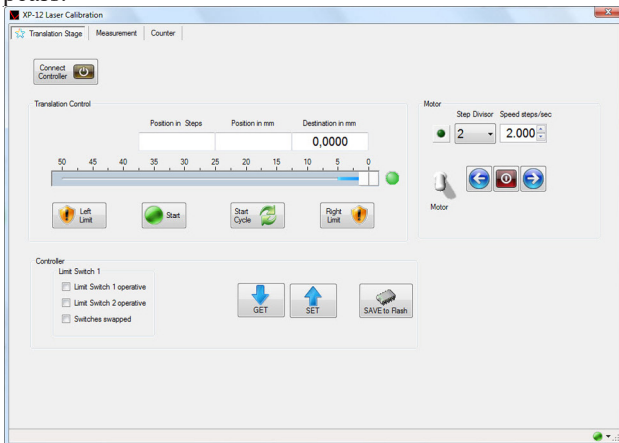 XP-12 Laser Calibration
Translation Stage Measurement Counter
Connect
Controller
Translation Control
Position in Steps Position in mm Destination in mm
0,0000
50 45 40 35 30 25 20 15 10 5 0
Left
Limit
Start
Start
Cycle
Right
Limit
Motor
Step Divisor Speed steps/sec
2 2.000
Motor
Controller
Limit Switch 1
Limit Switch 1 operative
Limit Switch 2 operative
Switches swapped
GET SET SAVE to Flash